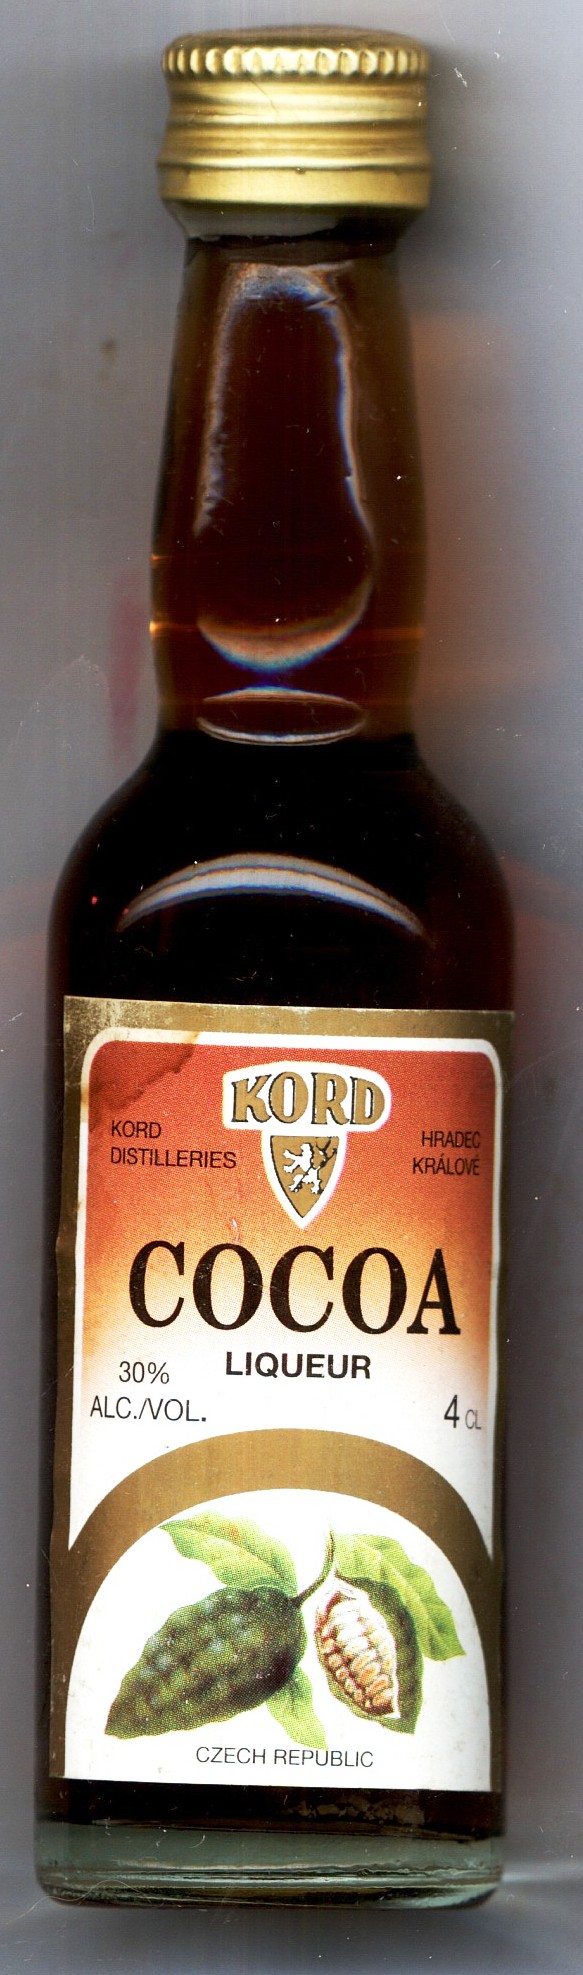 KORD
KORD
DISTILLERIES
HRADEC
KRÁLOVÉ
COCOA
LIQUEUR
30%
ALC./VOL.
4 CL
CZECH REPUBLIC